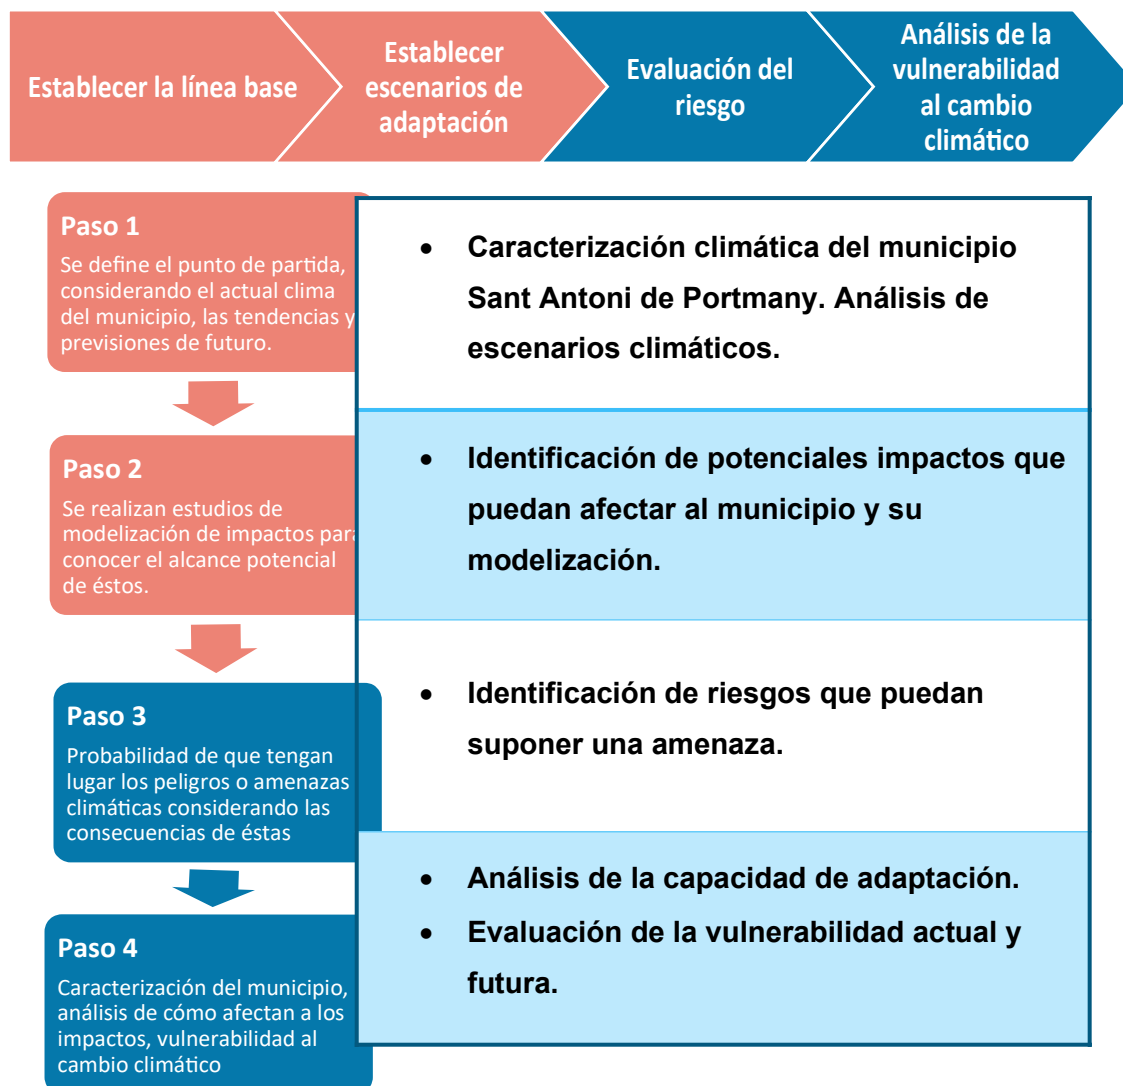 Establecer la línea base
Establecer
escenarios de
adaptación
Evaluación del
riesgo
Análisis de la
vulnerabilidad
al cambio
climático
Paso 1
Se define el punto de partida,
considerando el actual clima
del municipio, las tendencias y
previsiones de futuro.
• Caracterización climática del municipio
Sant Antoni de Portmany. Análisis de
escenarios climáticos.
Paso 2
Se realizan estudios de
modelización de impactos para
conocer el alcance potencial
de éstos.
• Identificación de potenciales impactos que
puedan afectar al municipio y su
modelización.
Paso 3
Probabilidad de que tengan
lugar los peligros o amenazas
climáticas considerando las
consecuencias de éstas
• Identificación de riesgos que puedan
suponer una amenaza.
Paso 4
Caracterización del municipio,
análisis de cómo afectan a los
impactos, vulnerabilidad al
cambio climático
• Análisis de la capacidad de adaptación.
• Evaluación de la vulnerabilidad actual y
futura.